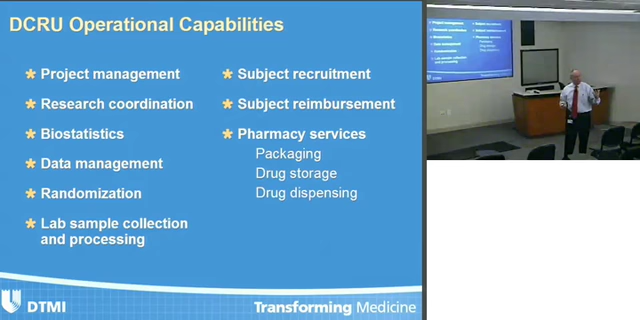 DCRU Operational Capabilities
Project management
Research coordination
Biostatistics
Data management
Randomization
Lab sample collection
and processing
Subject recruitment
Subject reimbursement
Pharmacy services
Packaging
Drug storage
Drug dispensing
DTMI
Transforming Medicine